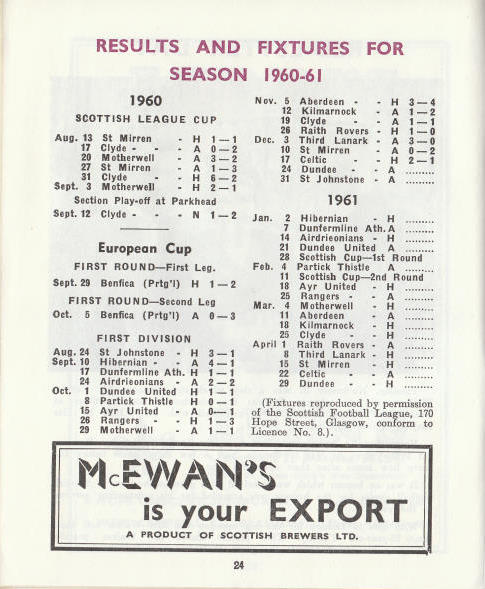 RESULTS AND FIXTURES FOR
SEASON 1960-61
1960
SCOTTISH LEAGUE CUP
Aug. 13 St Mirren - H 1—1
17 Clyde - - A 0—2
20 Motherwell - A 3—2
27 St Mirren - A 1—3
31 Clyde - - H 6—2
Sept. 3 Motherwell - H 2—1
Section Play-off at Parkhead
Sept. 12 Clyde - - N 1—2
European Cup
FIRST ROUND—First Leg.
Sept. 29 Benfica (Prtg'l) H 1—2
FIRST ROUND—Second Leg
Oct. 5 Benfica (Prtg'l) A 0—3
FIRST DIVISION
Aug. 24 St Johnstone - H 3—1
Sept. 10 Hibernian - - A 4—1
17 Dunfermline Ath. H 1—1
24 Airdrieonians - A 2—2
Oct. 1 Dundee United H 1—1
8 Partick Thistle H 0—1
15 Ayr United - A 0—1
26 Rangers - - H 1—3
29 Motherwell - A 1—1
Nov. 5 Aberdeen - - H 3—4
12 Kilmarnock - A 1—2
19 Clyde - - A 1—1
26 Raith Rovers - H 1—0
Dec. 3 Third Lanark - A 3—0
10 St Mirren - A 0—2
17 Celtic - - H 2—1
24 Dundee - - A .........
31 St Johnstone - A .........
1961
Jan. 2 Hibernian - H .........
7 Dunfermline Ath. A .........
14 Airdrieonians - H .........
21 Dundee United A .........
28 Scottish Cup—1st Round
Feb. 4 Partick Thistle A .........
11 Scottish Cup—2nd Round
18 Ayr United - H .........
25 Rangers - - A .........
Mar. 4 Motherwell - H .........
11 Aberdeen - A .........
18 Kilmarnock - H .........
25 Clyde - - H .........
April 1 Raith Rovers - A .........
8 Third Lanark - H .........
15 St Mirren - H .........
22 Celtic - - A .........
29 Dundee - - H .........
(Fixtures reproduced by permission
of the Scottish Football League, 170
Hope Street, Glasgow, conform to
Licence No. 8.).
McEWAN'S
is your EXPORT
A PRODUCT OF SCOTTISH BREWERS LTD.
24